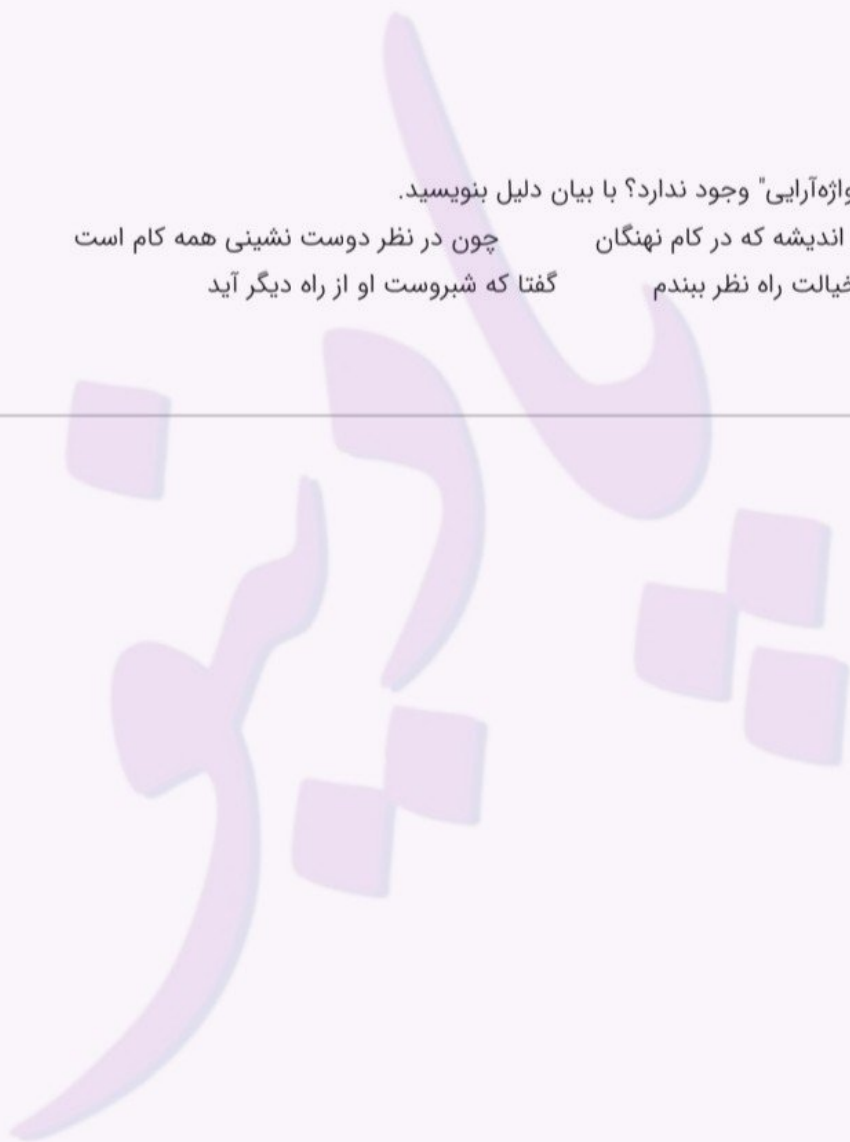 واژه‌آرایی" وجود ندارد؟ با بیان دلیل بنویسید.
اندیشه که در کام نهنگان چون در نظر دوست نشینی همه کام است
خیالت راه نظر ببندم گفتا که شبروست او از راه دیگر آید